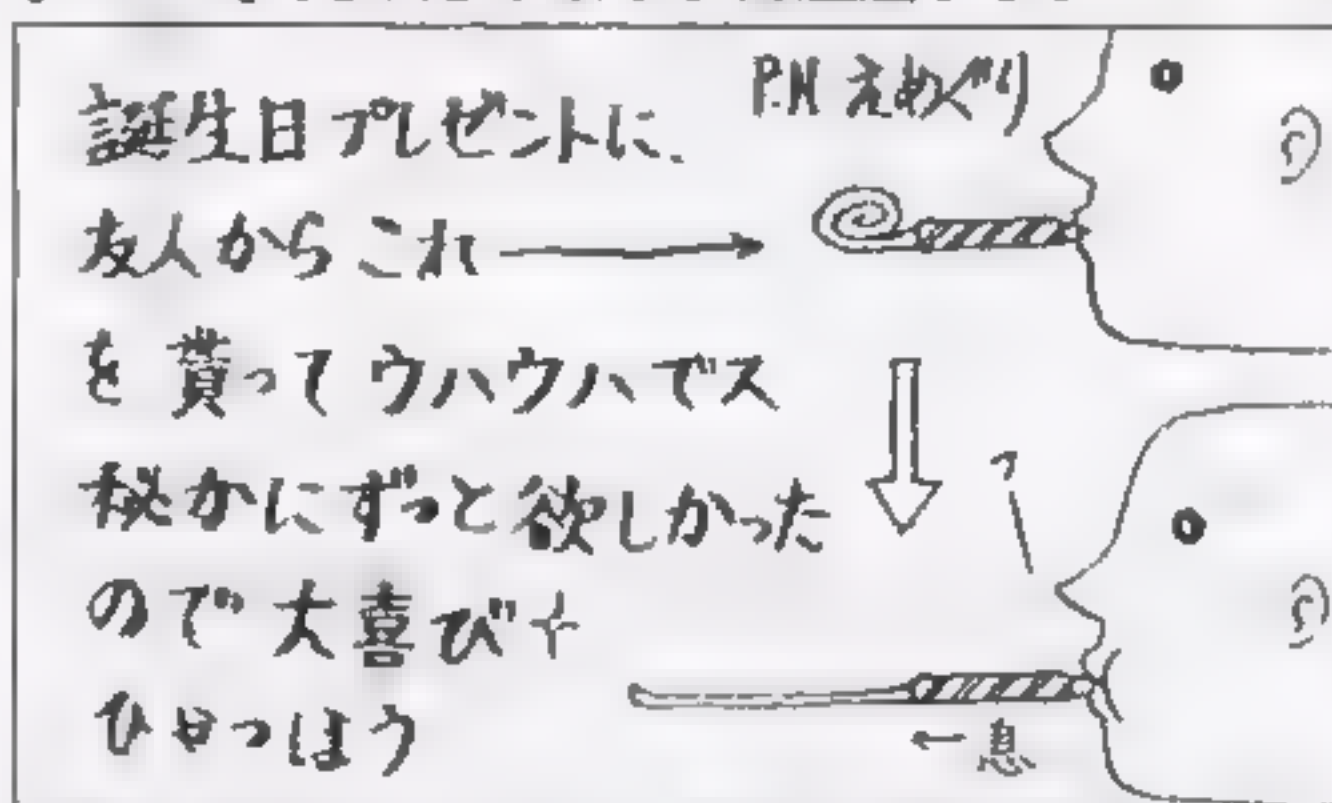 P.N えめぐり
誕生日プレゼントに、
友人から これ
を 貰って ウハウハでス
秘かに ずっと 欲しかった
ので 大喜び
ひゃっほう
← 息